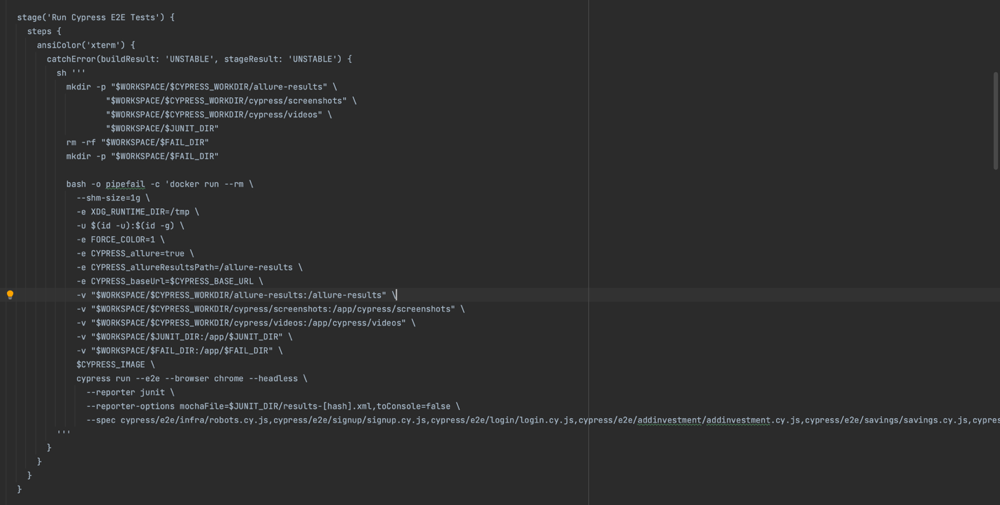 stage('Run Cypress E2E Tests') {
steps {
ansiColor('xterm') {
catchError(buildResult: 'UNSTABLE', stageResult: 'UNSTABLE') {
sh '''
mkdir -p "$WORKSPACE/$CYPRESS_WORKDIR/allure-results" \
"$WORKSPACE/$CYPRESS_WORKDIR/cypress/screenshots" \
"$WORKSPACE/$CYPRESS_WORKDIR/cypress/videos" \
"$WORKSPACE/$JUNIT_DIR"
rm -rf "$WORKSPACE/$FAIL_DIR"
mkdir -p "$WORKSPACE/$FAIL_DIR"
bash -o pipefail -c 'docker run --rm \
--shm-size=1g \
-e XDG_RUNTIME_DIR=/tmp \
-u $(id -u):$(id -g) \
-e FORCE_COLOR=1 \
-e CYPRESS_allure=true \
-e CYPRESS_allureResultsPath=/allure-results \
-e CYPRESS_baseUrl=$CYPRESS_BASE_URL \
-v "$WORKSPACE/$CYPRESS_WORKDIR/allure-results:/allure-results" \
-v "$WORKSPACE/$CYPRESS_WORKDIR/cypress/screenshots:/app/cypress/screenshots" \
-v "$WORKSPACE/$CYPRESS_WORKDIR/cypress/videos:/app/cypress/videos" \
-v "$WORKSPACE/$JUNIT_DIR:/app/$JUNIT_DIR" \
-v "$WORKSPACE/$FAIL_DIR:/app/$FAIL_DIR" \
$CYPRESS_IMAGE \
cypress run --e2e --browser chrome --headless \
--reporter junit \
--reporter-options mochaFile=$JUNIT_DIR/results-[hash].xml,toConsole=false \
--spec cypress/e2e/infra/robots.cy.js,cypress/e2e/signup/signup.cy.js,cypress/e2e/login/login.cy.js,cypress/e2e/addinvestment/addinvestment.cy.js,cypress/e2e/savings/savings.cy.js,cypres
'''
}
}
}
}